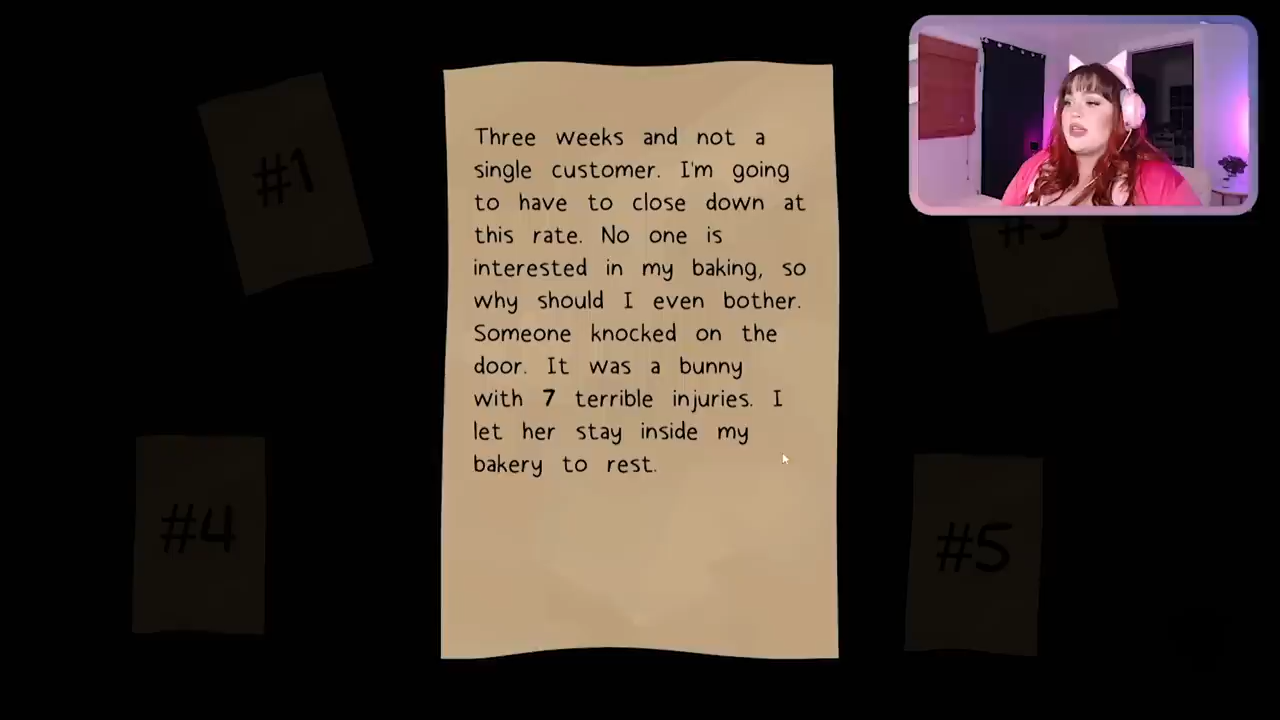 #1
Three weeks and not a
single customer. I'm going
to have to close down at
this rate. No one is
interested in my baking, so
why should I even bother.
Someone knocked on the
door. It was a bunny
with 7 terrible injuries. I
let her stay inside my
bakery to rest.
#4
#5